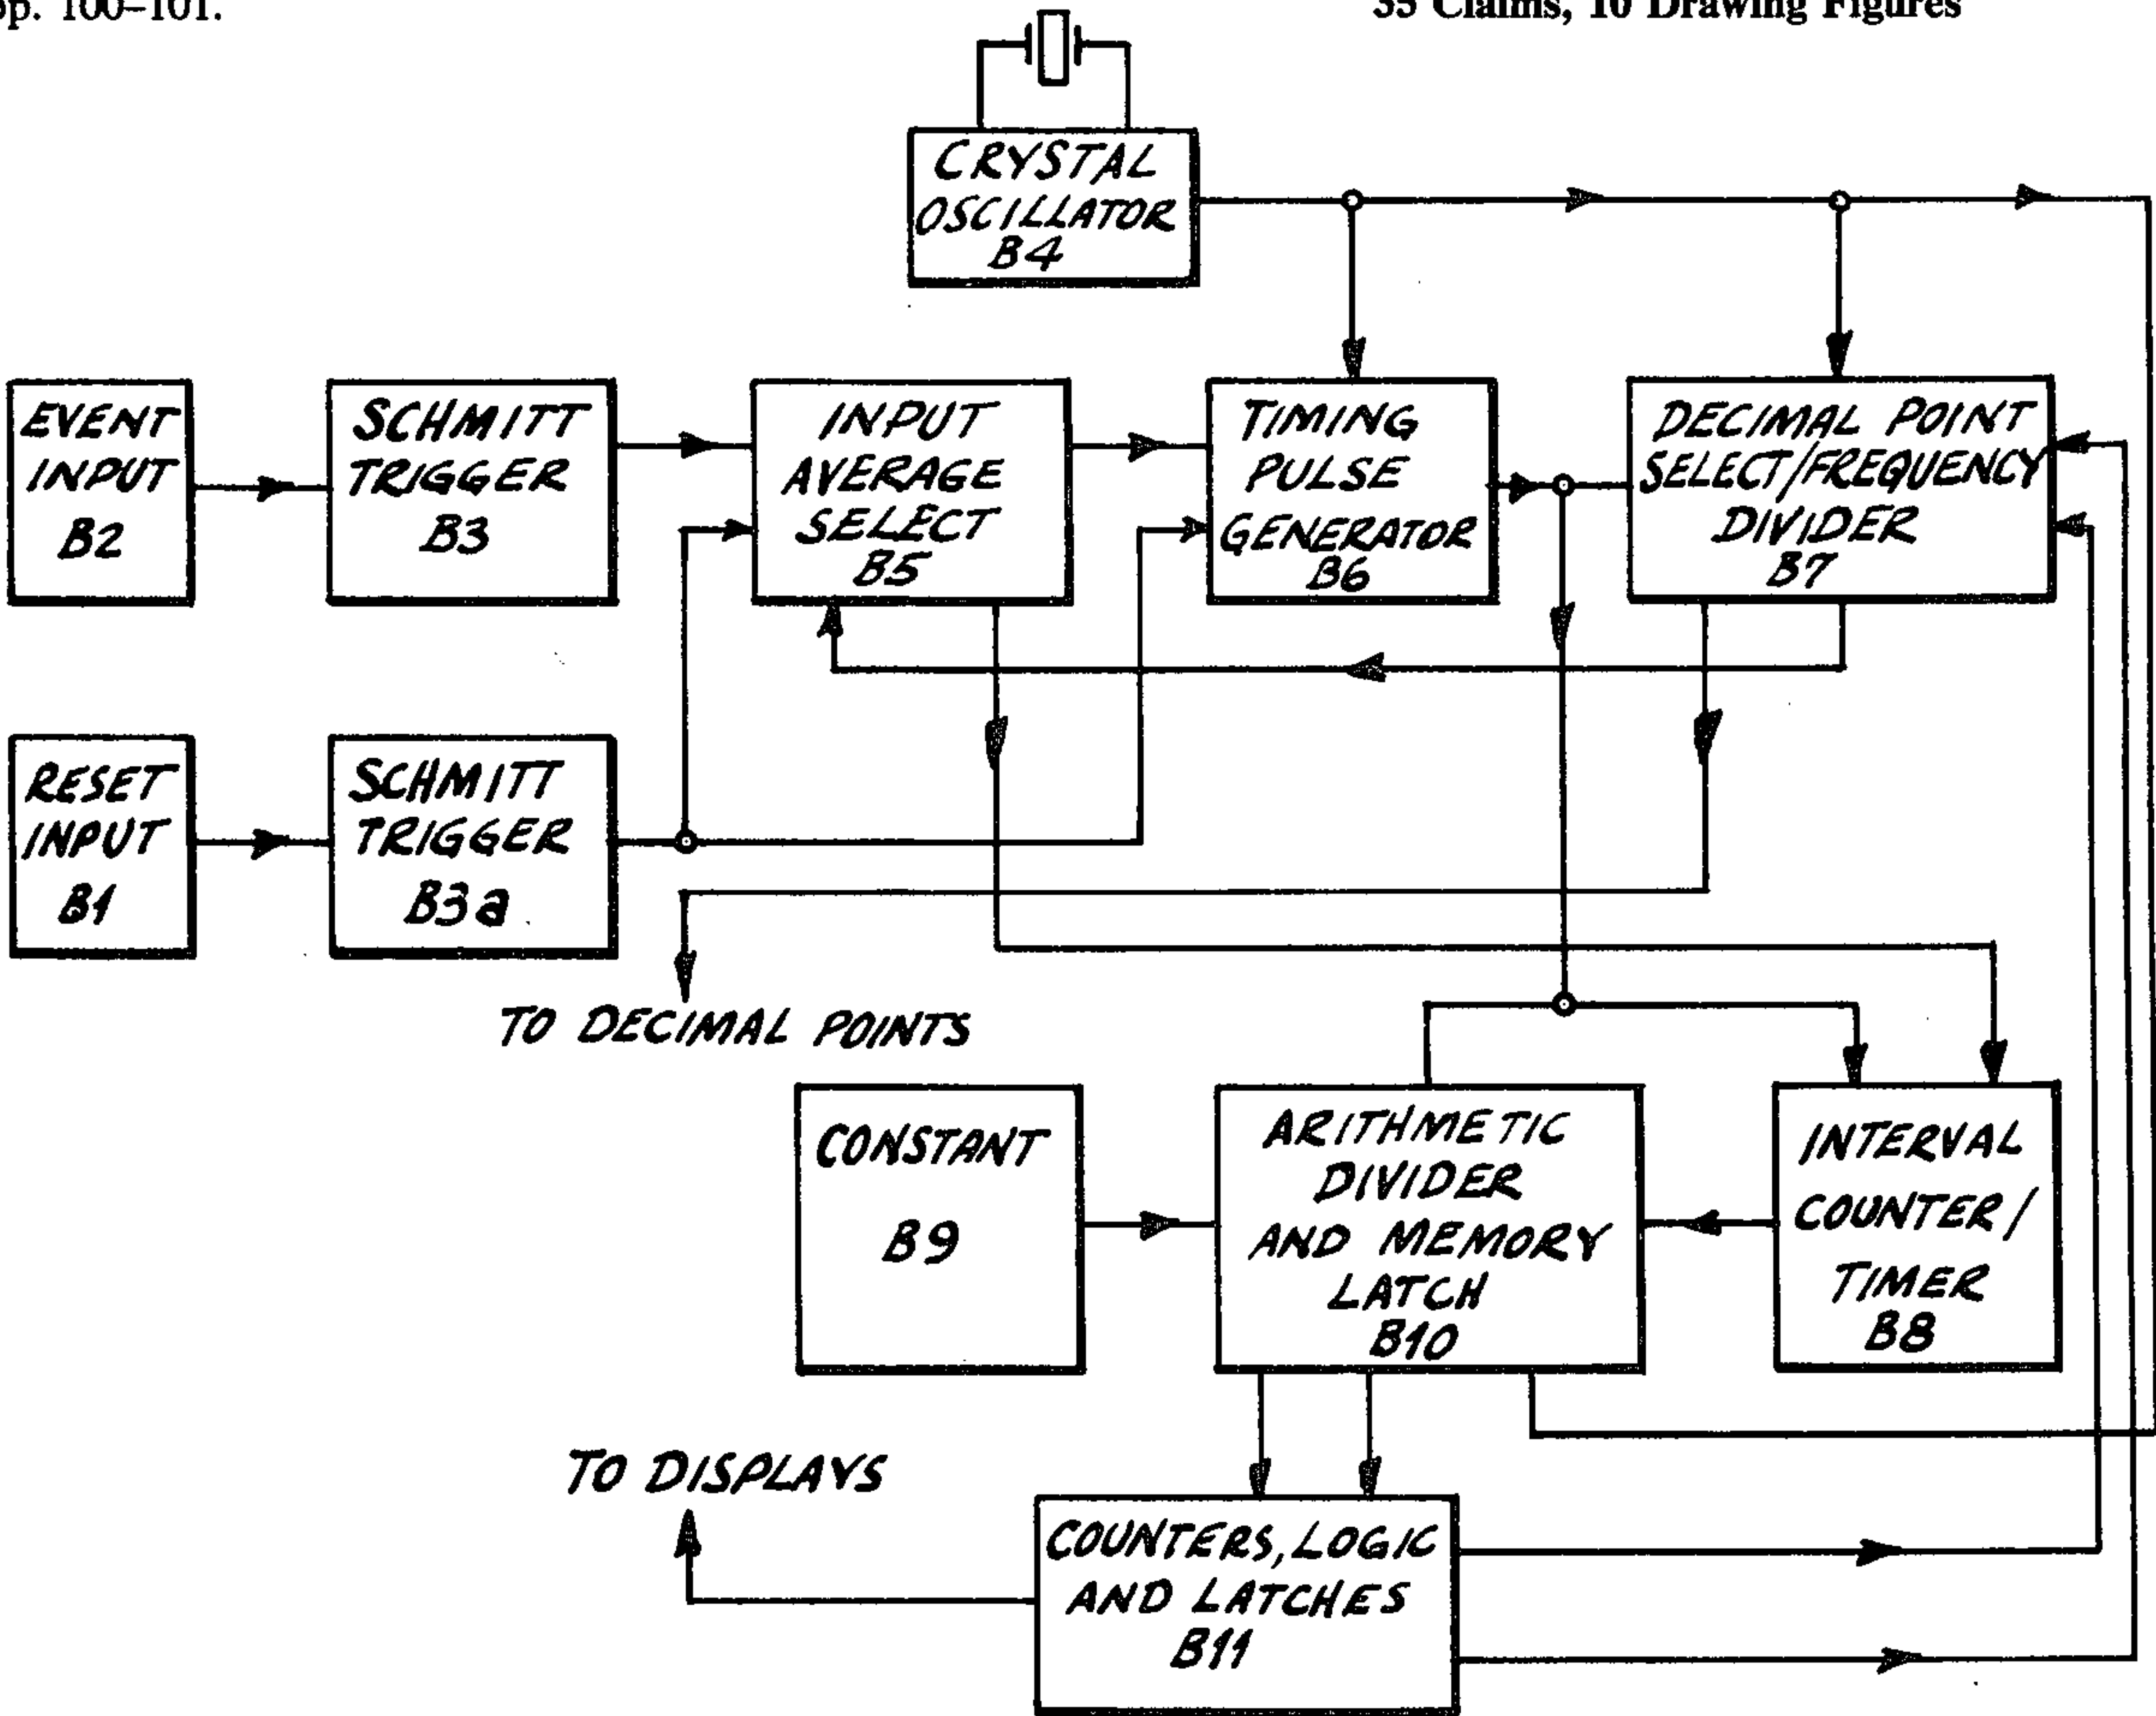 pp. 100–101.
35 Claims, 10 Drawing Figures
CRYSTAL
OSCILLATOR
B4
EVENT
INPUT
B2
SCHMITT
TRIGGER
B3
INPUT
AVERAGE
SELECT
B5
TIMING
PULSE
GENERATOR
B6
DECIMAL POINT
SELECT/FREQUENCY
DIVIDER
B7
RESET
INPUT
B1
SCHMITT
TRIGGER
B3a
TO DECIMAL POINTS
CONSTANT
B9
ARITHMETIC
DIVIDER
AND MEMORY
LATCH
B10
INTERVAL
COUNTER/
TIMER
B8
TO DISPLAYS
COUNTERS, LOGIC
AND LATCHES
B11